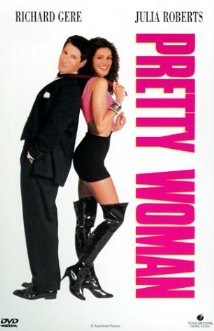 RICHARD GERE
JULIA ROBERTS
PRETTY WOMAN
DVD